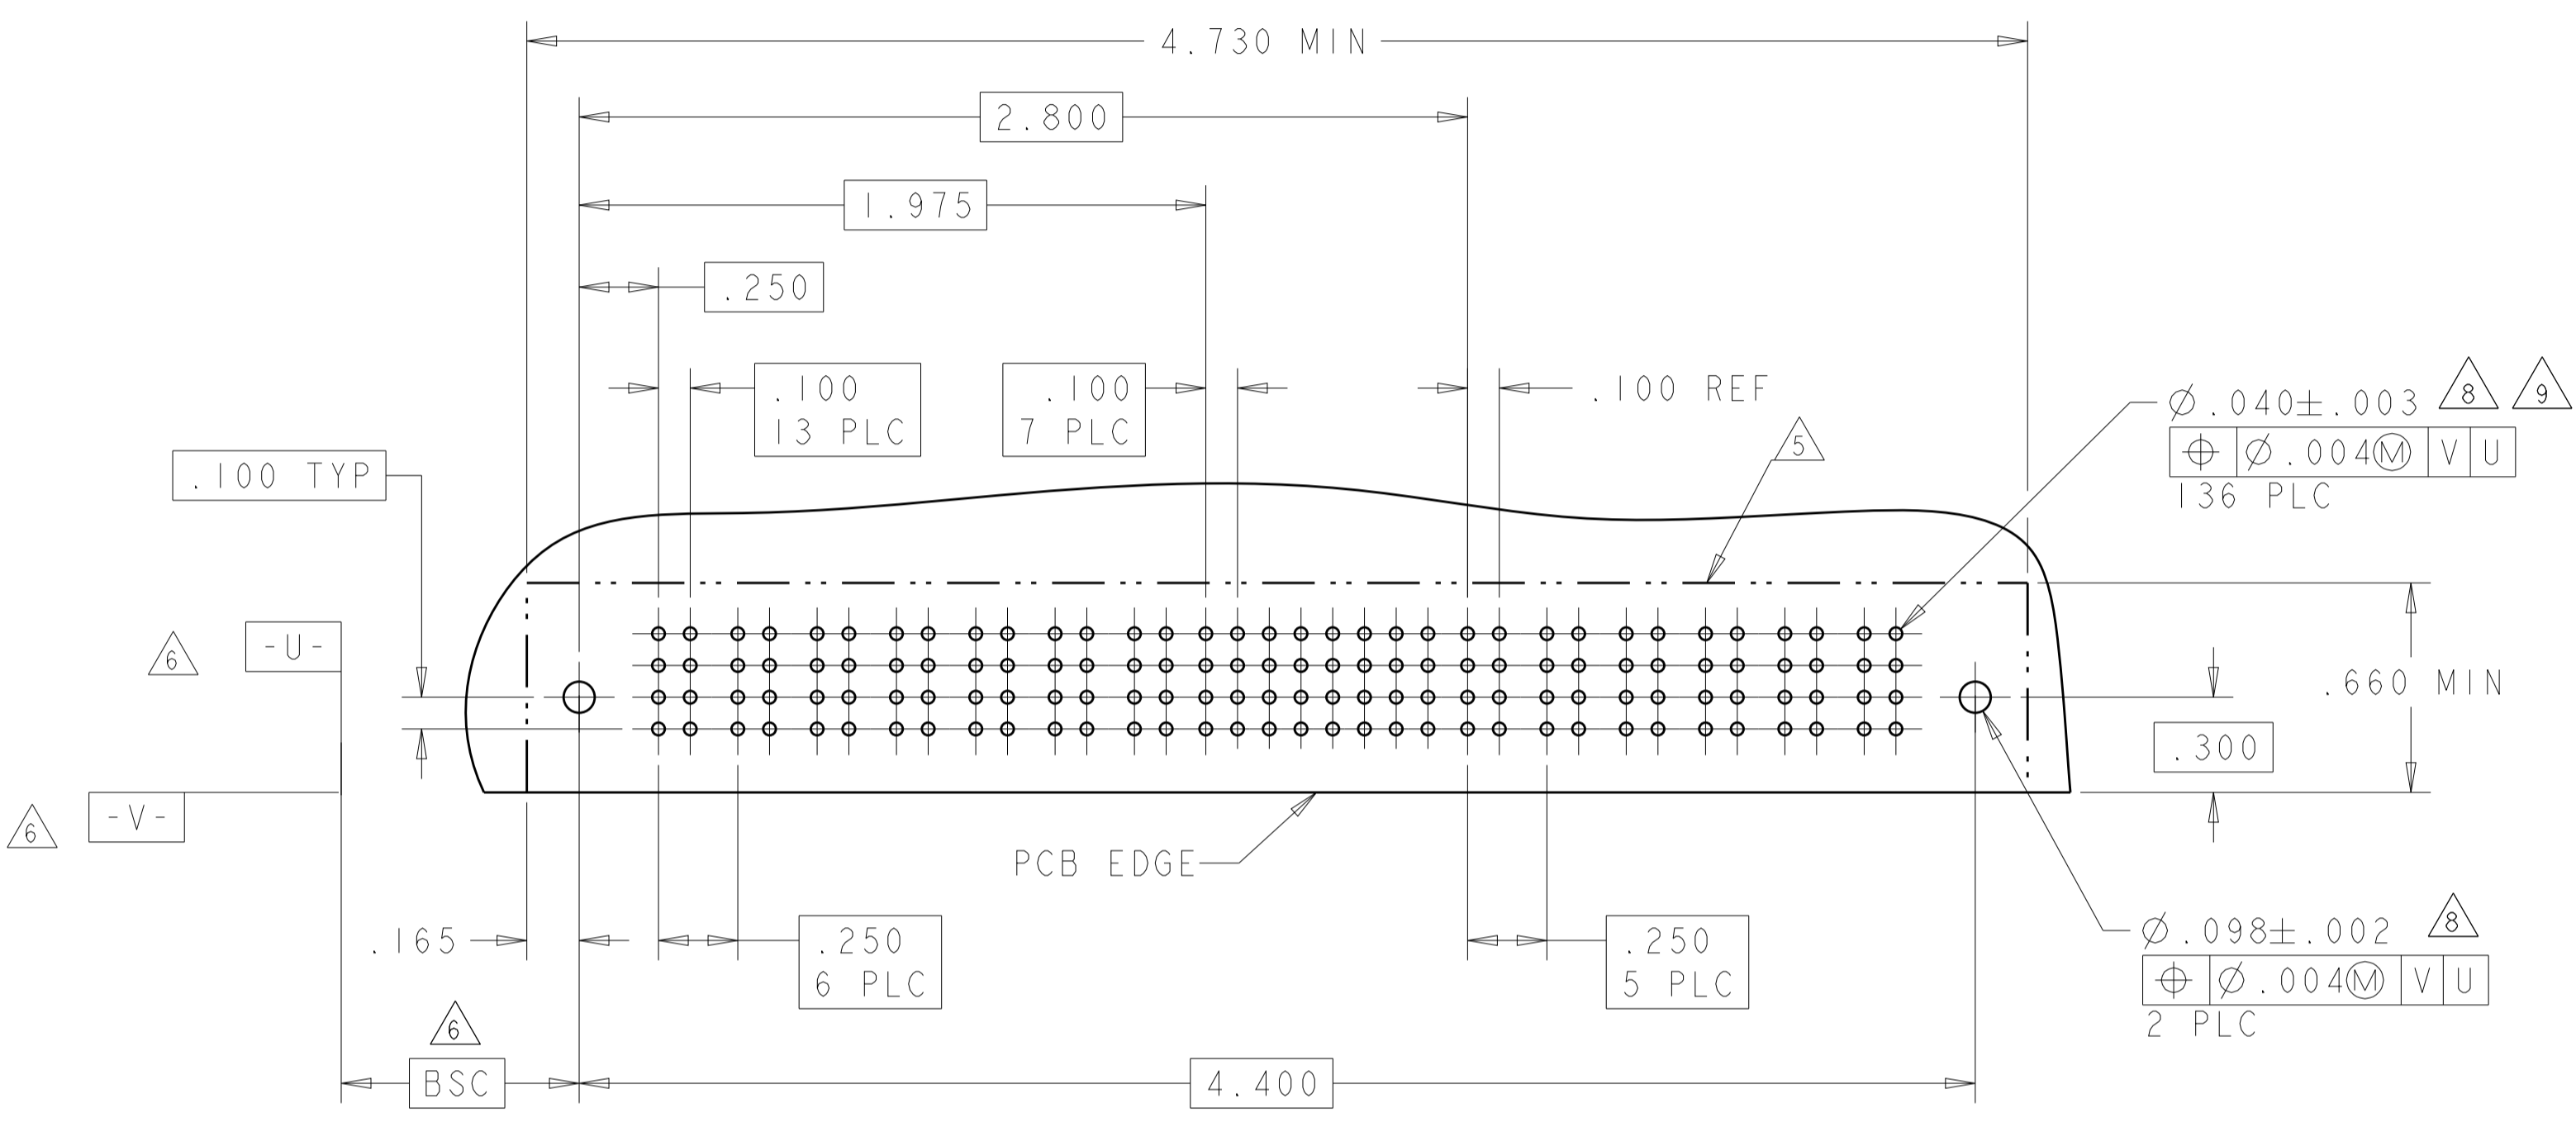 4.730 MIN
2.800
1.975
.250
.100
13 PLC
.100
7 PLC
.100 REF
5
8 9
Ø.040±.003
⌖ Ø.004Ⓜ V U
136 PLC
.100 TYP
6
-U-
6
-V-
.660 MIN
.300
PCB EDGE
.165
.250
6 PLC
.250
5 PLC
Ø.098±.002 8
⌖ Ø.004Ⓜ V U
2 PLC
6
BSC
4.400